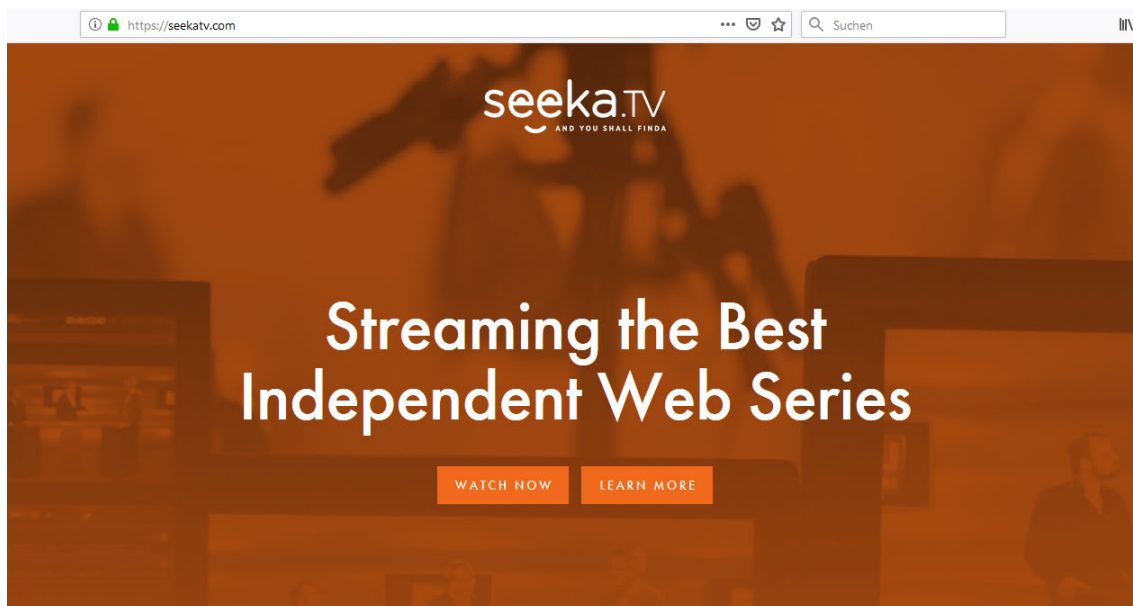 https://seekatv.com
Suchen
seeka.TV
AND YOU SHALL FINDA
Streaming the Best
Independent Web Series
WATCH NOW
LEARN MORE